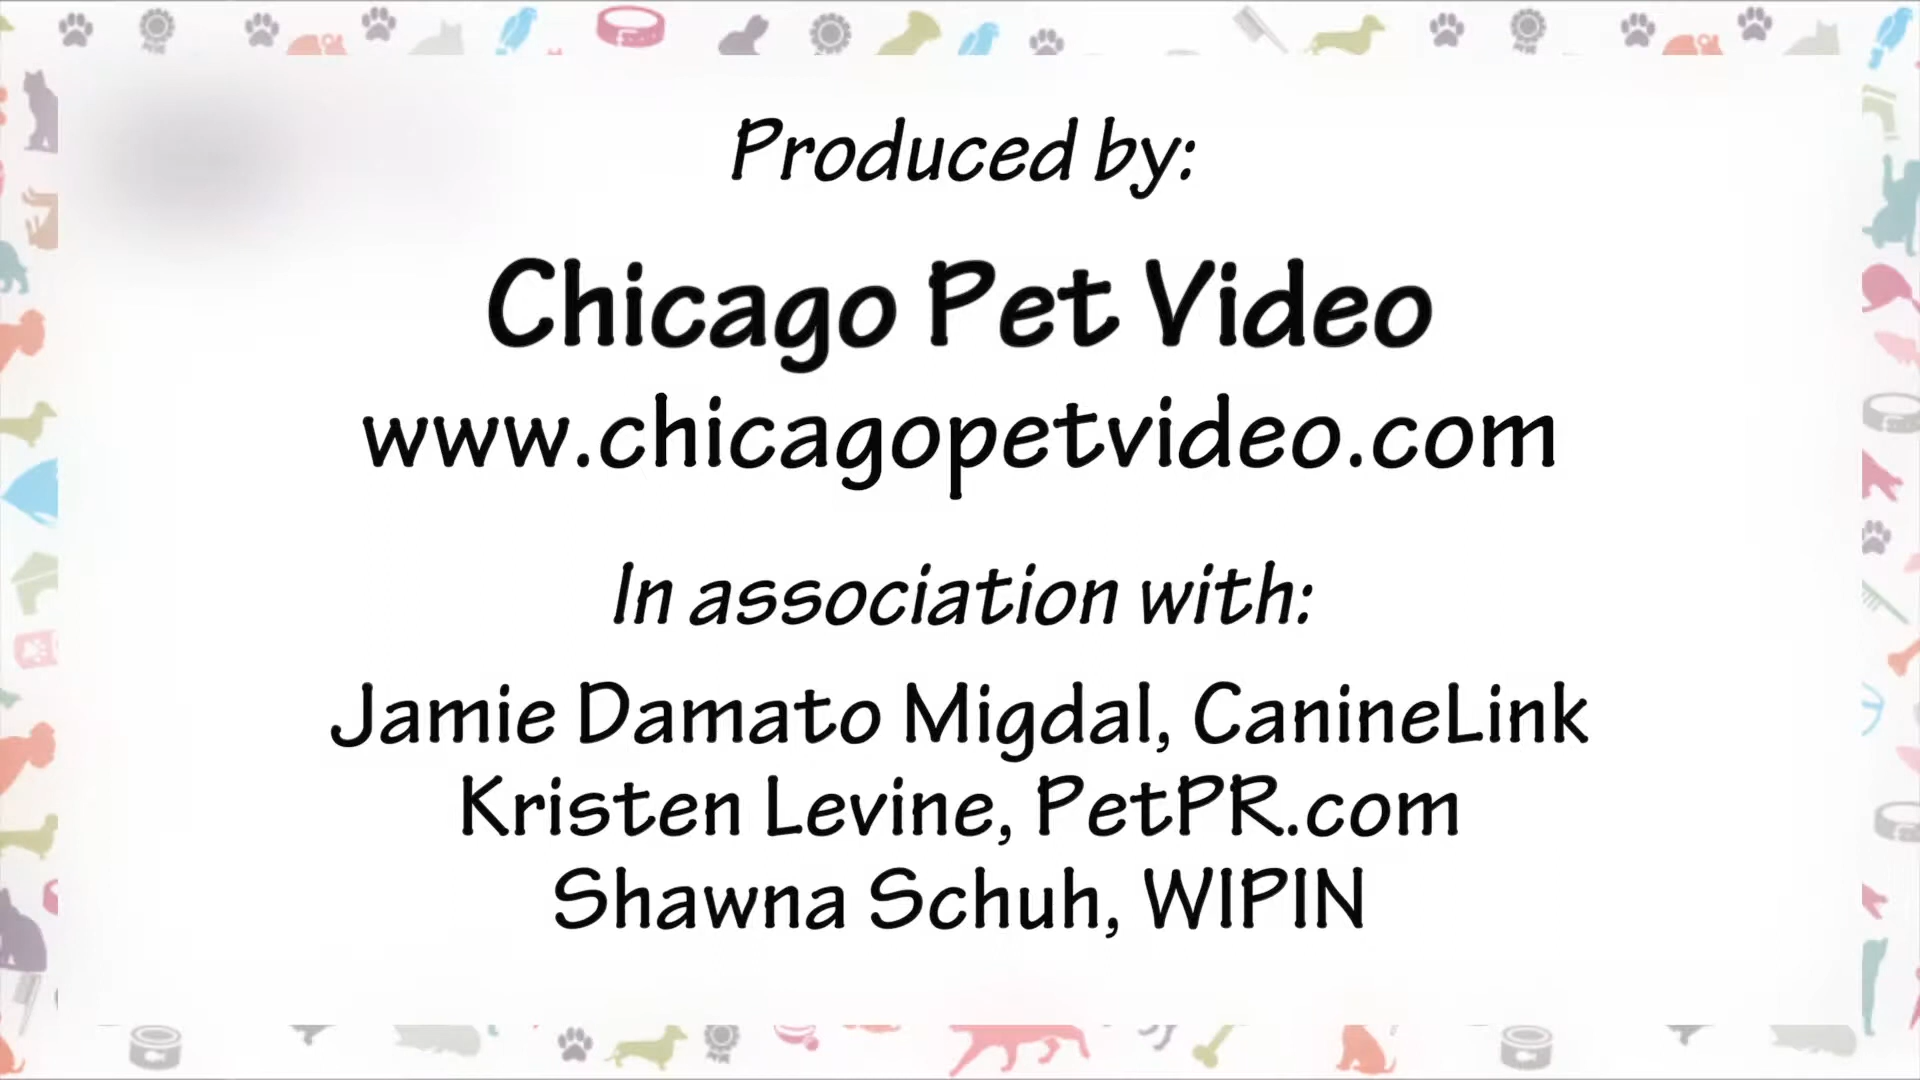 Produced by:
Chicago Pet Video
www.chicagopetvideo.com
In association with:
Jamie Damato Migdal, CanineLink
Kristen Levine, PetPR.com
Shawna Schuh, WIPIN